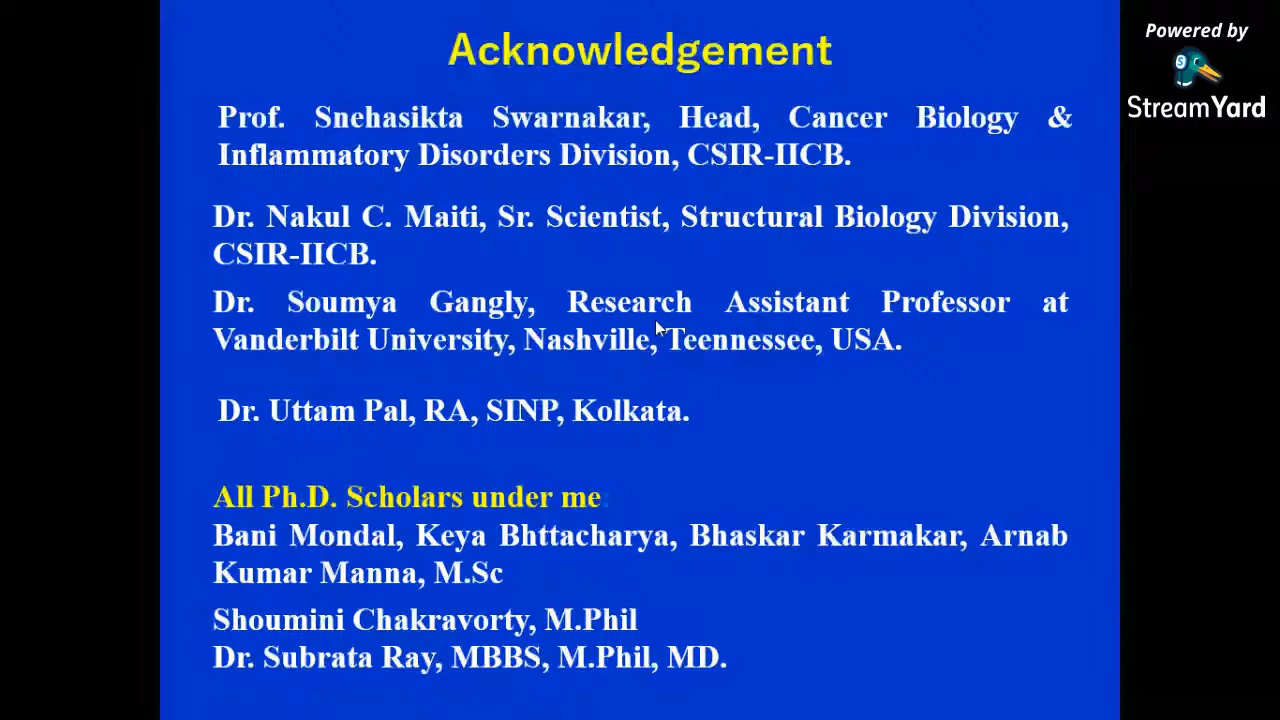 Acknowledgement
Powered by
StreamYard
Prof. Snehasikta Swarnakar, Head, Cancer Biology &
Inflammatory Disorders Division, CSIR-IICB.
Dr. Nakul C. Maiti, Sr. Scientist, Structural Biology Division,
CSIR-IICB.
Dr. Soumya Gangly, Research Assistant Professor at
Vanderbilt University, Nashville, Teennessee, USA.
Dr. Uttam Pal, RA, SINP, Kolkata.
All Ph.D. Scholars under me:
Bani Mondal, Keya Bhttacharya, Bhaskar Karmakar, Arnab
Kumar Manna, M.Sc
Shoumini Chakravorty, M.Phil
Dr. Subrata Ray, MBBS, M.Phil, MD.